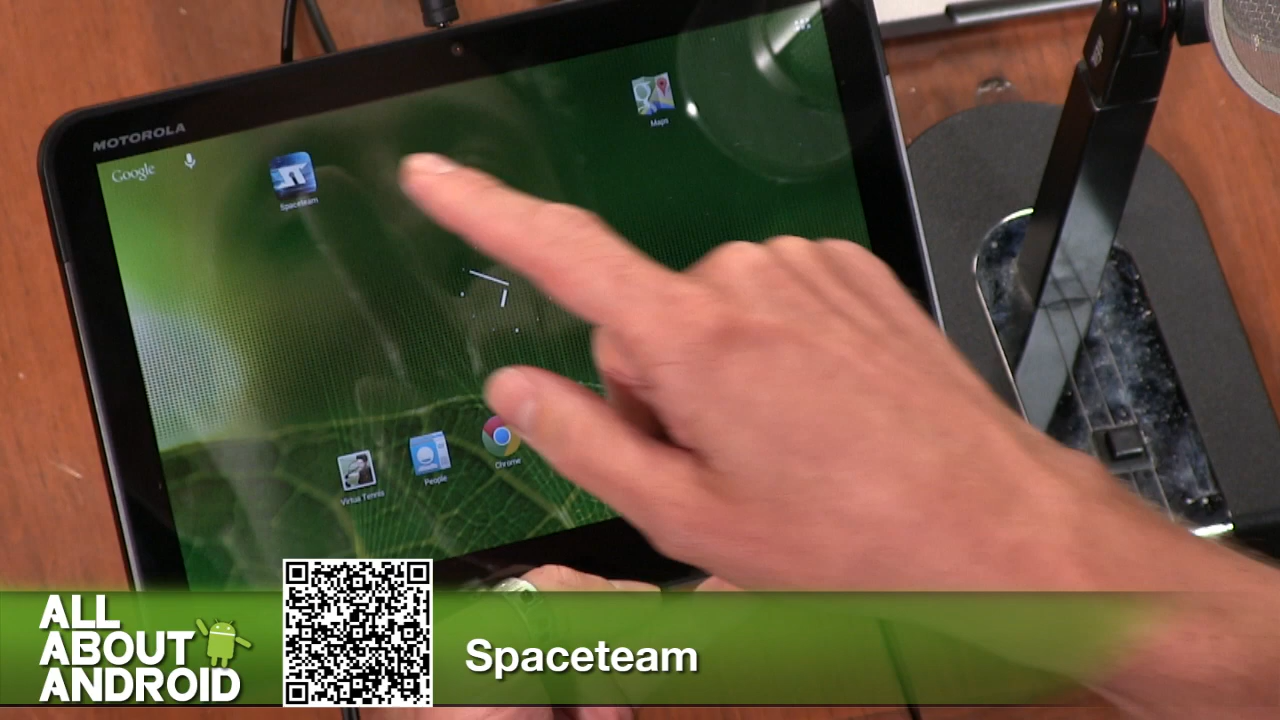 MOTOROLA
Google
Spaceteam
Maps
Virtua Tennis
People
Chrome
ALL
ABOUT
ANDROID
Spaceteam